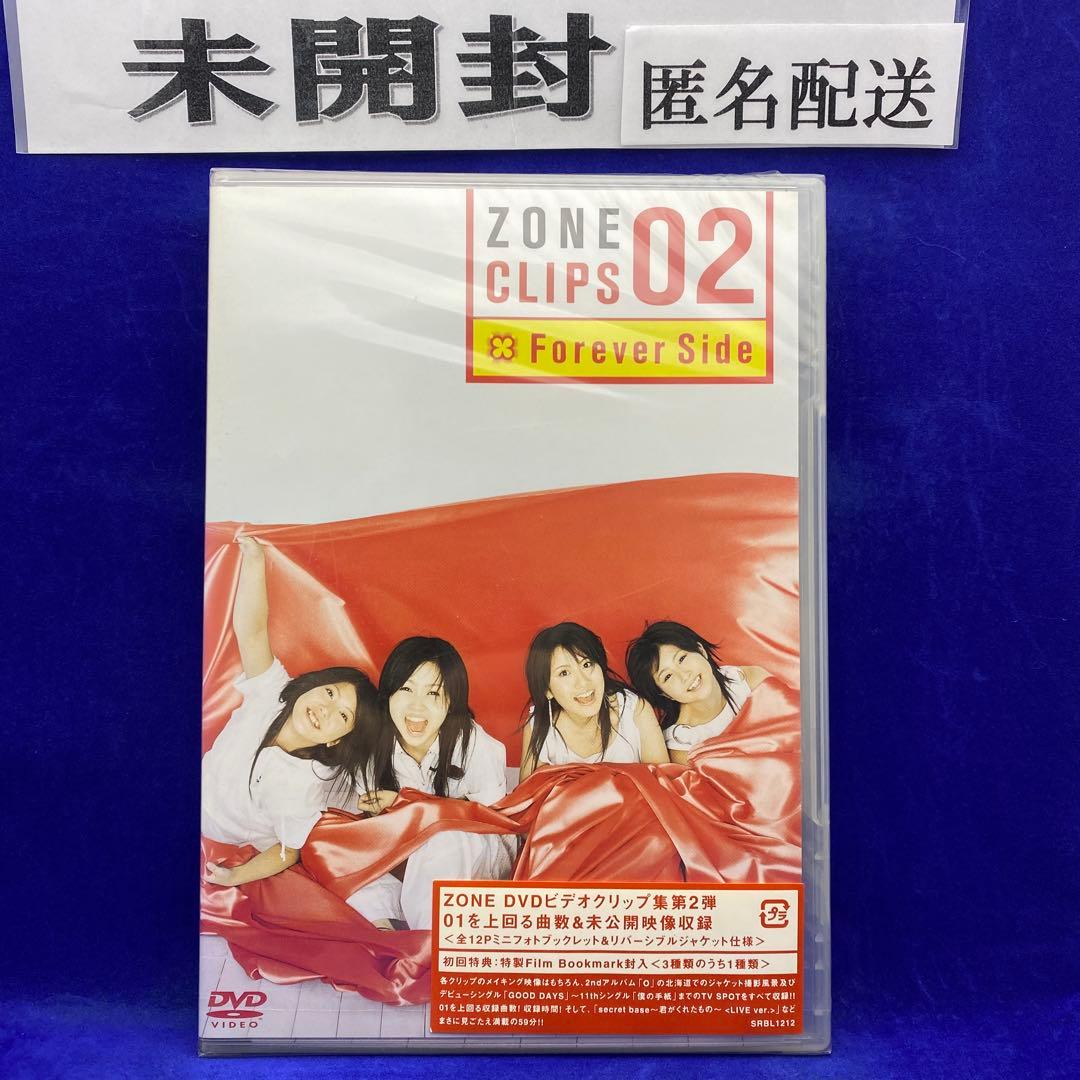 未開封
匿名配送
ZONE
CLIPS 02
Forever Side
ZONE DVDビデオクリップ集第2弾
01を上回る曲数&未公開映像収録
<全12Pミニフォトブックレット&リバーシブルジャケット仕様>
プラ
初回特典:特製Film Bookmark封入<3種類のうち1種類>
各クリップのメイキング映像はもちろん、2ndアルバム「O」の北海道でのジャケット撮影風景及び
デビューシングル「GOOD DAYS」〜11thシングル「僕の手紙」までのTV SPOTをすべて収録!!
01を上回る収録曲数!収録時間!そして、「secret base〜君がくれたもの〜 <LIVE ver.>」など
まさに見ごたえ満載の59分!!
SRBL1212
DVD
VIDEO